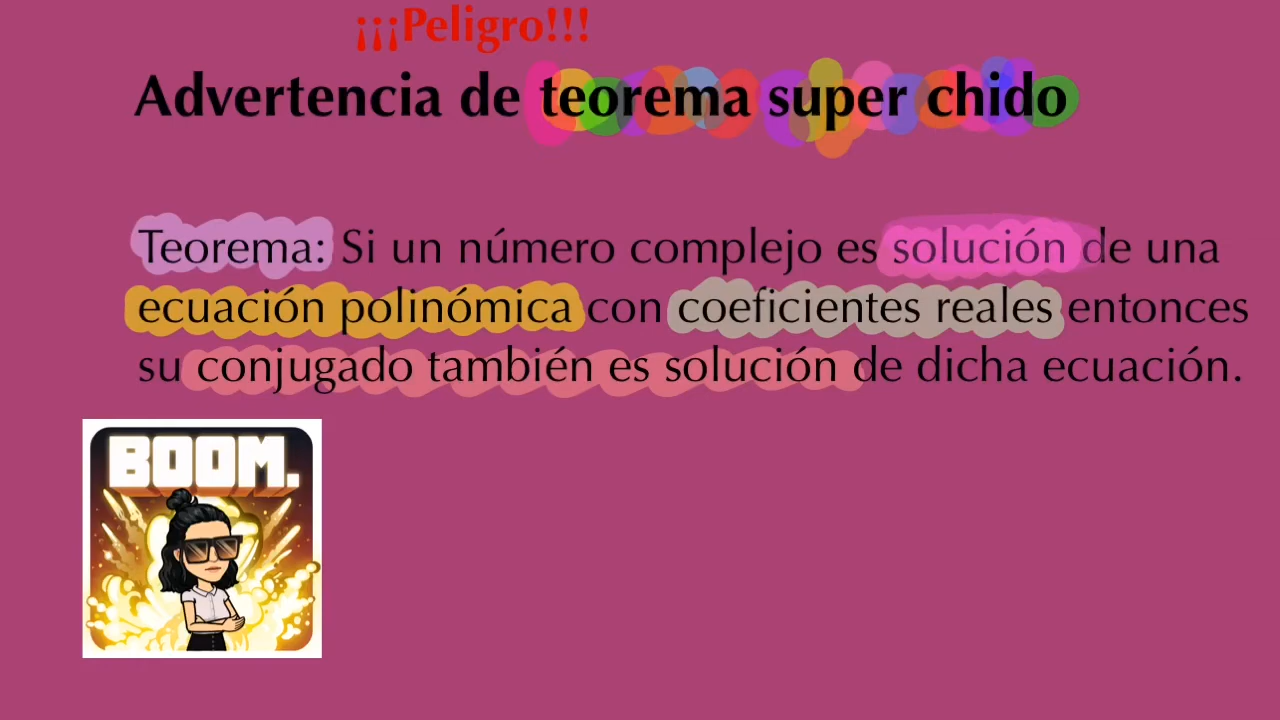 ¡¡¡Peligro!!!
Advertencia de teorema super chido
Teorema: Si un número complejo es solución de una
ecuación polinómica con coeficientes reales entonces
su conjugado también es solución de dicha ecuación.
BOOM.